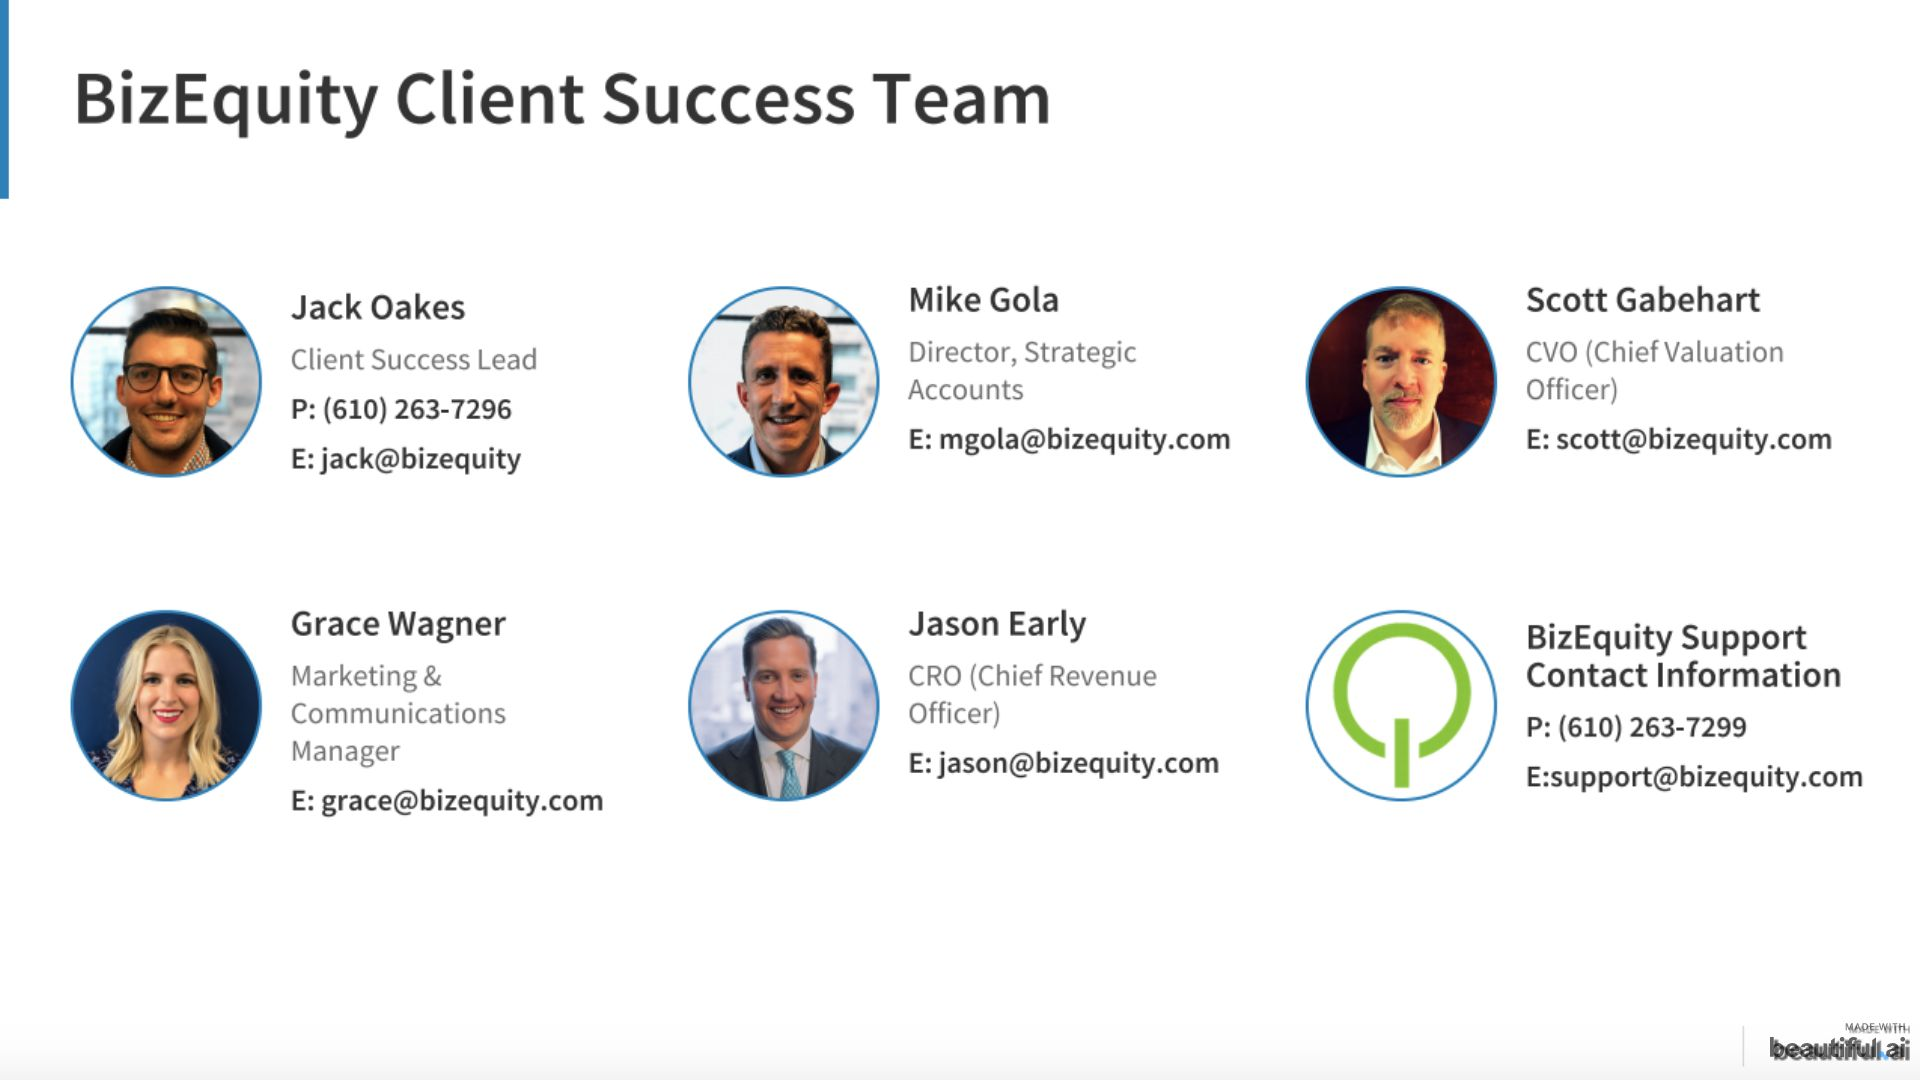 BizEquity Client Success Team
Jack Oakes
Client Success Lead
P: (610) 263-7296
E: jack@bizequity
Mike Gola
Director, Strategic
Accounts
E: mgola@bizequity.com
Scott Gabehart
CVO (Chief Valuation
Officer)
E: scott@bizequity.com
Grace Wagner
Marketing &
Communications
Manager
E: grace@bizequity.com
Jason Early
CRO (Chief Revenue
Officer)
E: jason@bizequity.com
BizEquity Support
Contact Information
P: (610) 263-7299
E:support@bizequity.com
MADE WITH
beautiful.ai